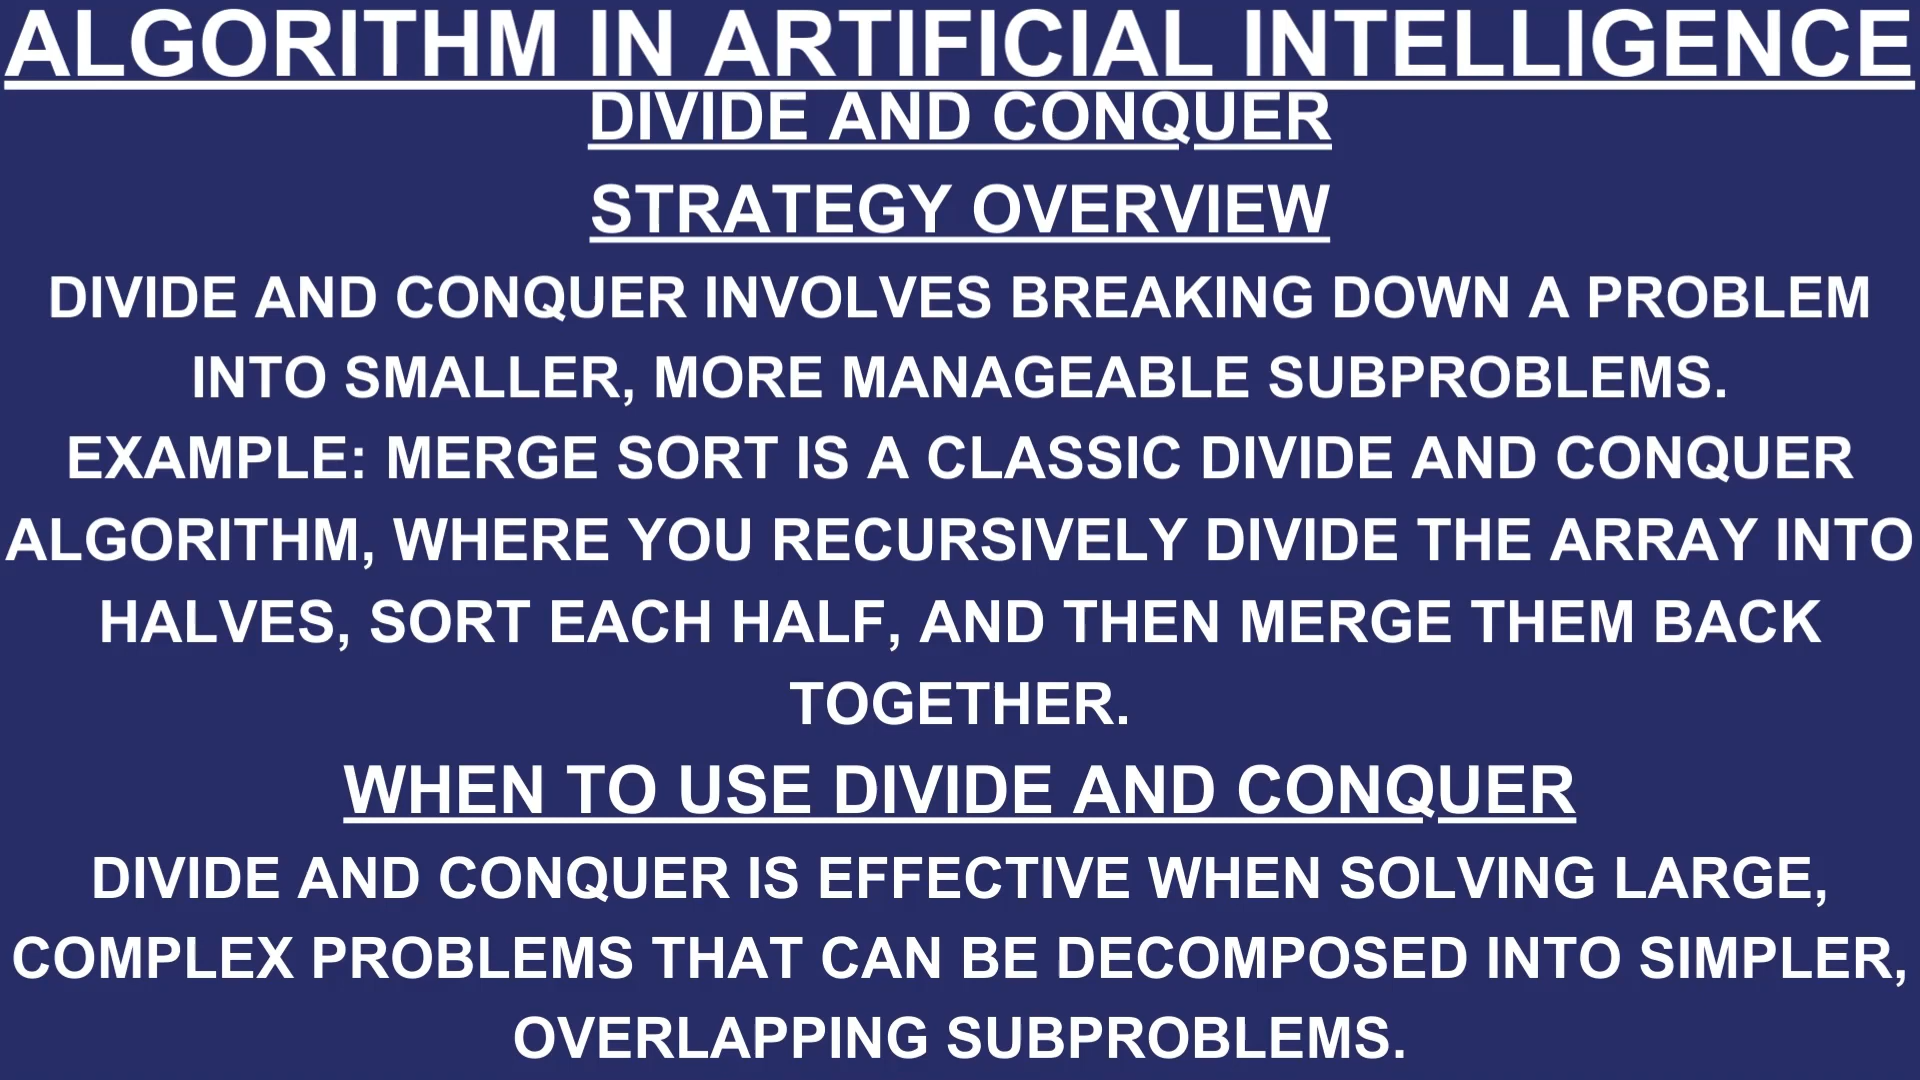 ALGORITHM IN ARTIFICIAL INTELLIGENCE
DIVIDE AND CONQUER
STRATEGY OVERVIEW
DIVIDE AND CONQUER INVOLVES BREAKING DOWN A PROBLEM
INTO SMALLER, MORE MANAGEABLE SUBPROBLEMS.
EXAMPLE: MERGE SORT IS A CLASSIC DIVIDE AND CONQUER
ALGORITHM, WHERE YOU RECURSIVELY DIVIDE THE ARRAY INTO
HALVES, SORT EACH HALF, AND THEN MERGE THEM BACK
TOGETHER.
WHEN TO USE DIVIDE AND CONQUER
DIVIDE AND CONQUER IS EFFECTIVE WHEN SOLVING LARGE,
COMPLEX PROBLEMS THAT CAN BE DECOMPOSED INTO SIMPLER,
OVERLAPPING SUBPROBLEMS.